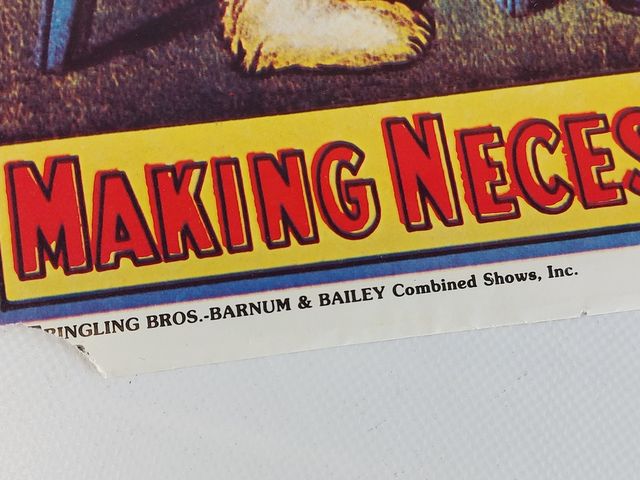 MAKING NECES
RINGLING BROS.-BARNUM & BAILEY Combined Shows, Inc.